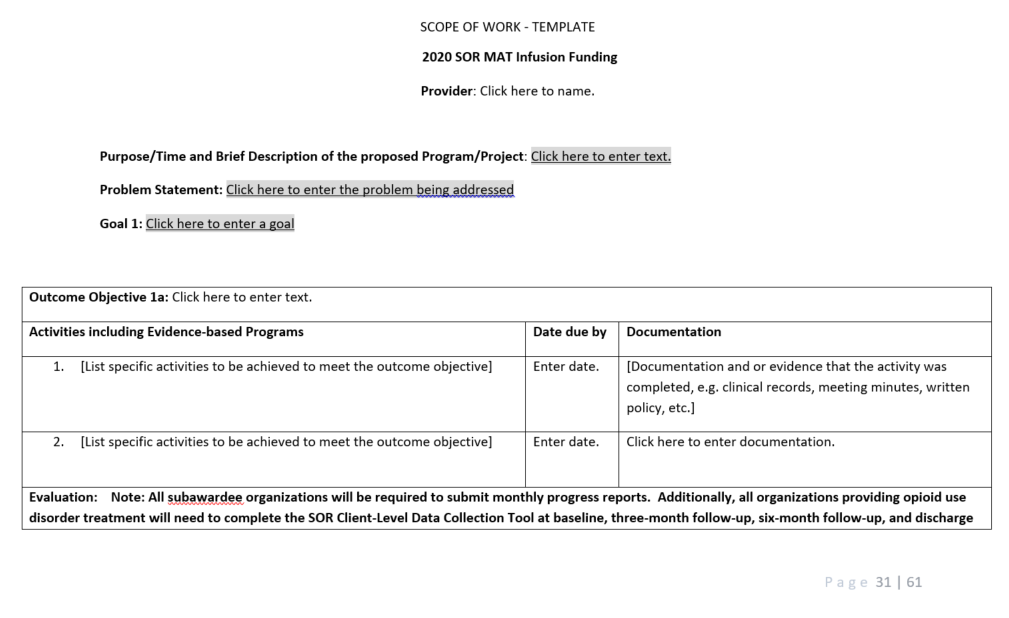 SCOPE OF WORK - TEMPLATE
2020 SOR MAT Infusion Funding
Provider: Click here to name.
Purpose/Time and Brief Description of the proposed Program/Project: Click here to enter text.
Problem Statement: Click here to enter the problem being addressed
Goal 1: Click here to enter a goal
Outcome Objective 1a: Click here to enter text.
Activities including Evidence-based Programs Date due by Documentation
1. [List specific activities to be achieved to meet the outcome objective] Enter date. [Documentation and or evidence that the activity was
completed, e.g. clinical records, meeting minutes, written
policy, etc.]
2. [List specific activities to be achieved to meet the outcome objective] Enter date. Click here to enter documentation.
Evaluation: Note: All subawardee organizations will be required to submit monthly progress reports. Additionally, all organizations providing opioid use
disorder treatment will need to complete the SOR Client-Level Data Collection Tool at baseline, three-month follow-up, six-month follow-up, and discharge
Page 31 | 61